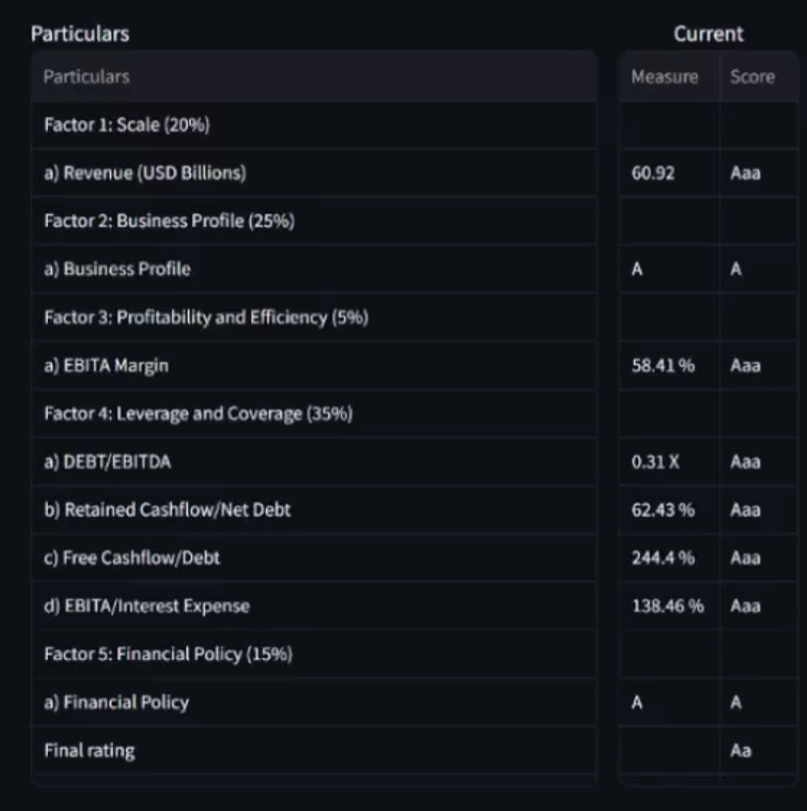 Particulars Current
Particulars Measure Score
Factor 1: Scale (20%)
a) Revenue (USD Billions) 60.92 Aaa
Factor 2: Business Profile (25%)
a) Business Profile A A
Factor 3: Profitability and Efficiency (5%)
a) EBITA Margin 58.41 % Aaa
Factor 4: Leverage and Coverage (35%)
a) DEBT/EBITDA 0.31 X Aaa
b) Retained Cashflow/Net Debt 62.43 % Aaa
c) Free Cashflow/Debt 244.4 % Aaa
d) EBITA/Interest Expense 138.46 % Aaa
Factor 5: Financial Policy (15%)
a) Financial Policy A A
Final rating Aa